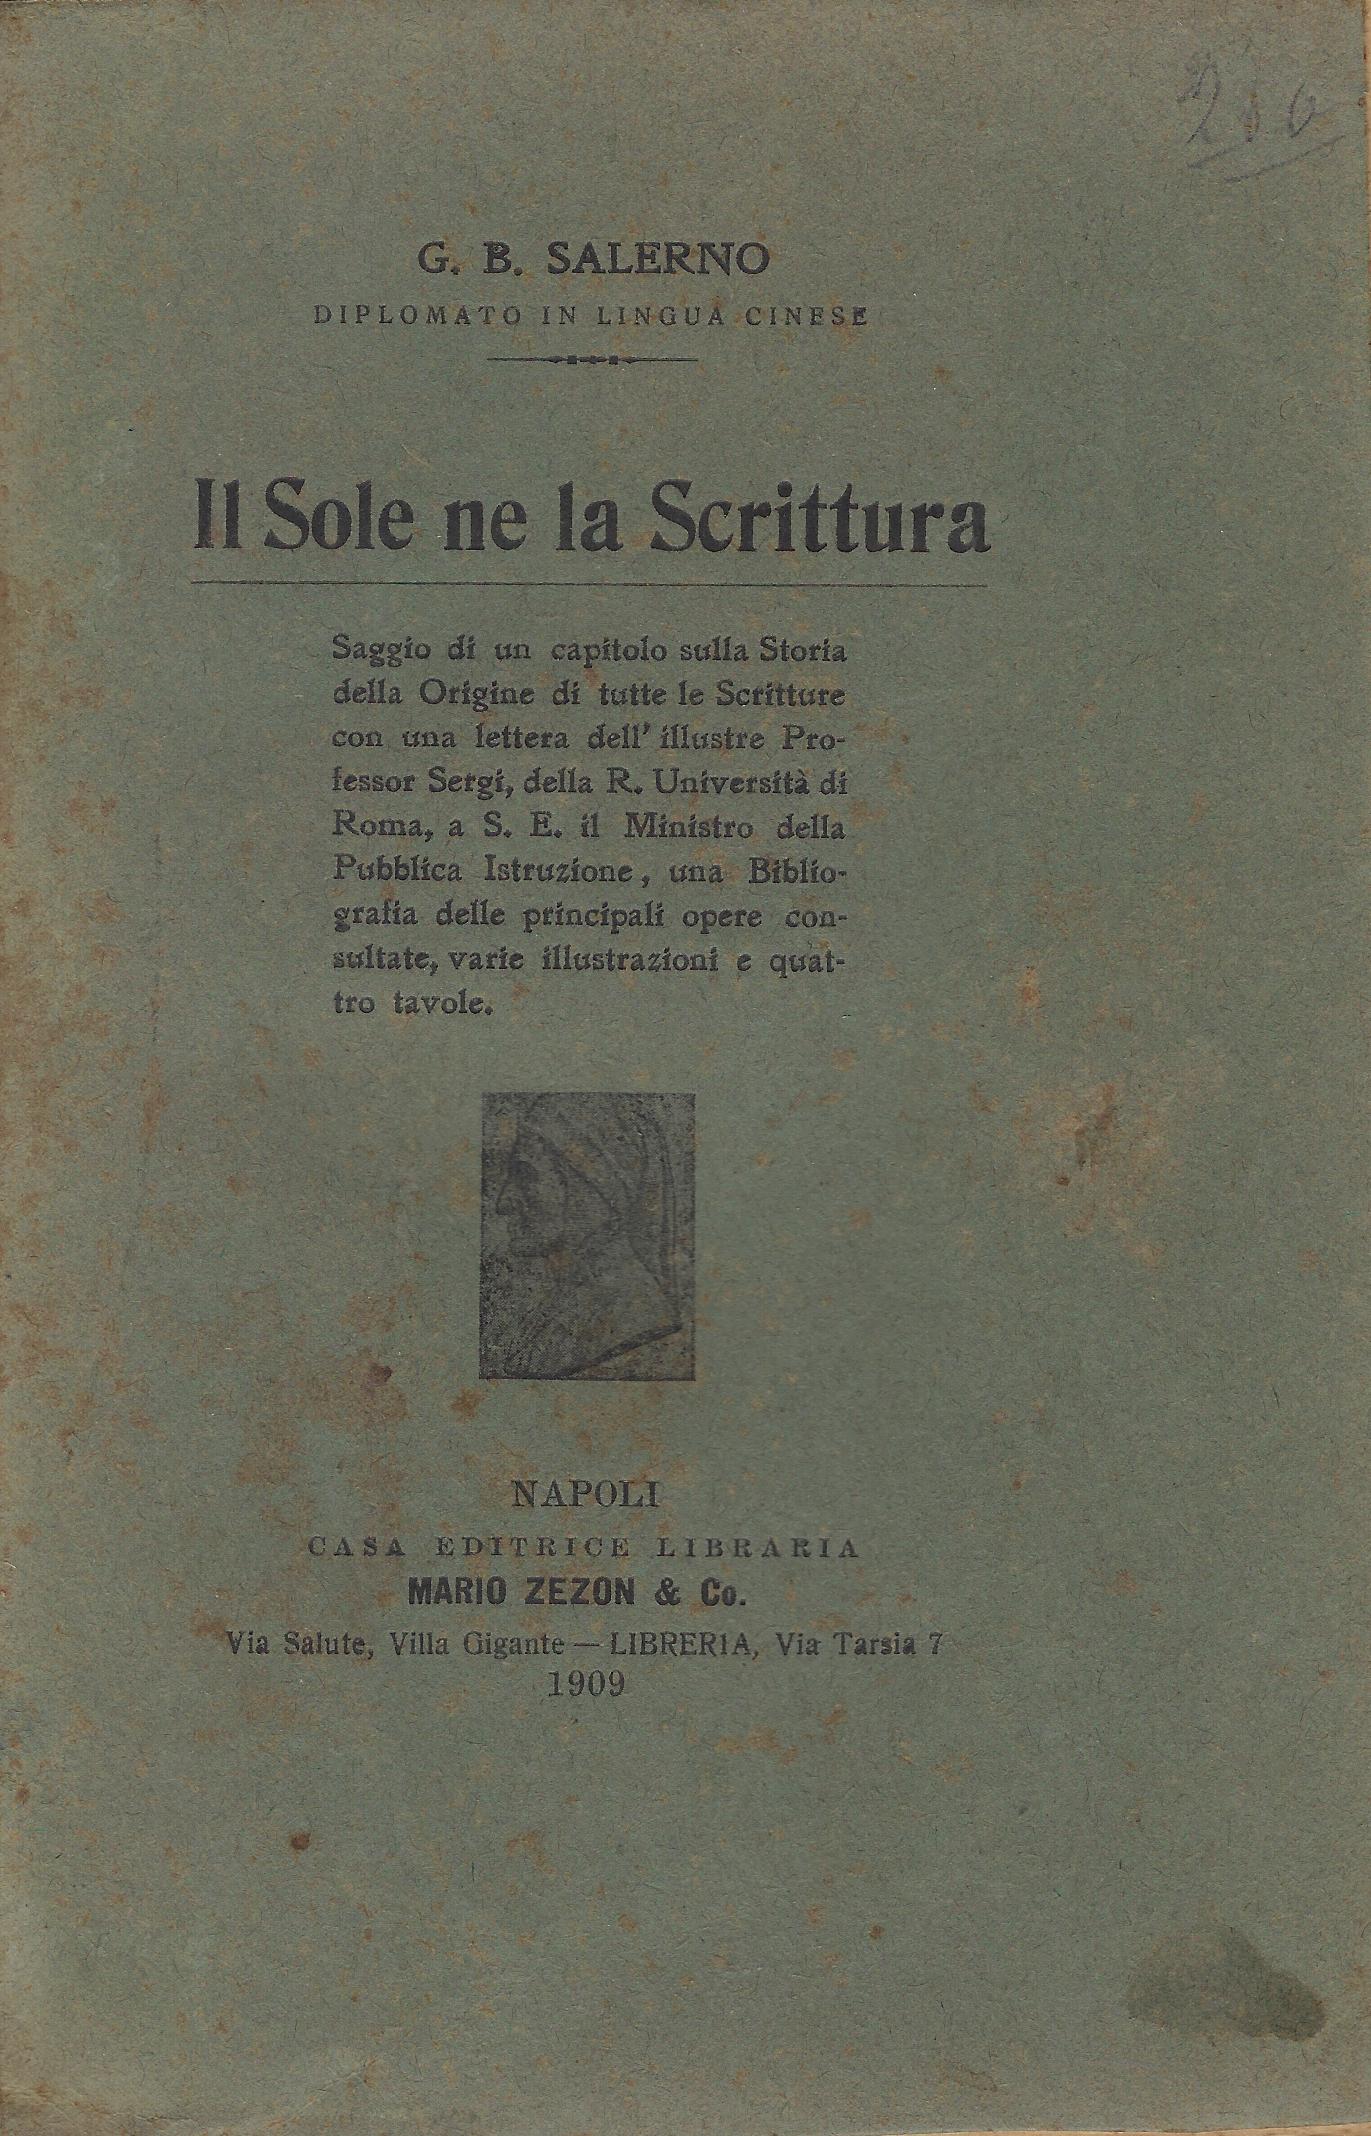 G. B. SALERNO
DIPLOMATO IN LINGUA CINESE
Il Sole ne la Scrittura
Saggio di un capitolo sulla Storia
della Origine di tutte le Scritture
con una lettera dell' illustre Pro-
fessor Sergi, della R. Università di
Roma, a S. E. il Ministro della
Pubblica Istruzione, una Biblio-
grafia delle principali opere con-
sultate, varie illustrazioni e quat-
tro tavole.
NAPOLI
CASA EDITRICE LIBRARIA
MARIO ZEZON & Co.
Via Salute, Villa Gigante — LIBRERIA, Via Tarsia 7
1909